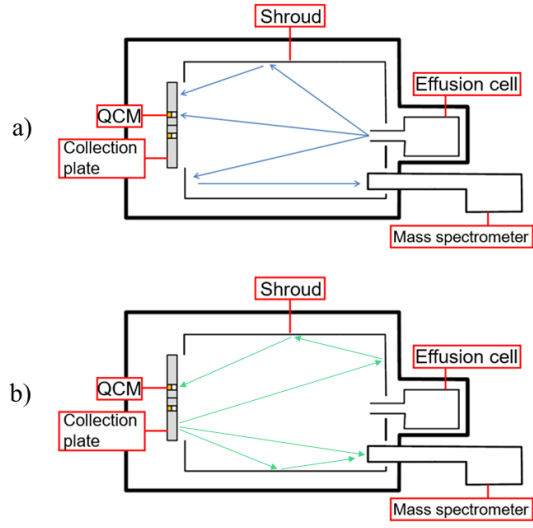 Shroud
Effusion cell
a)
QCM
Collection
plate
Mass spectrometer
Shroud
Effusion cell
b)
QCM
Collection
plate
Mass spectrometer